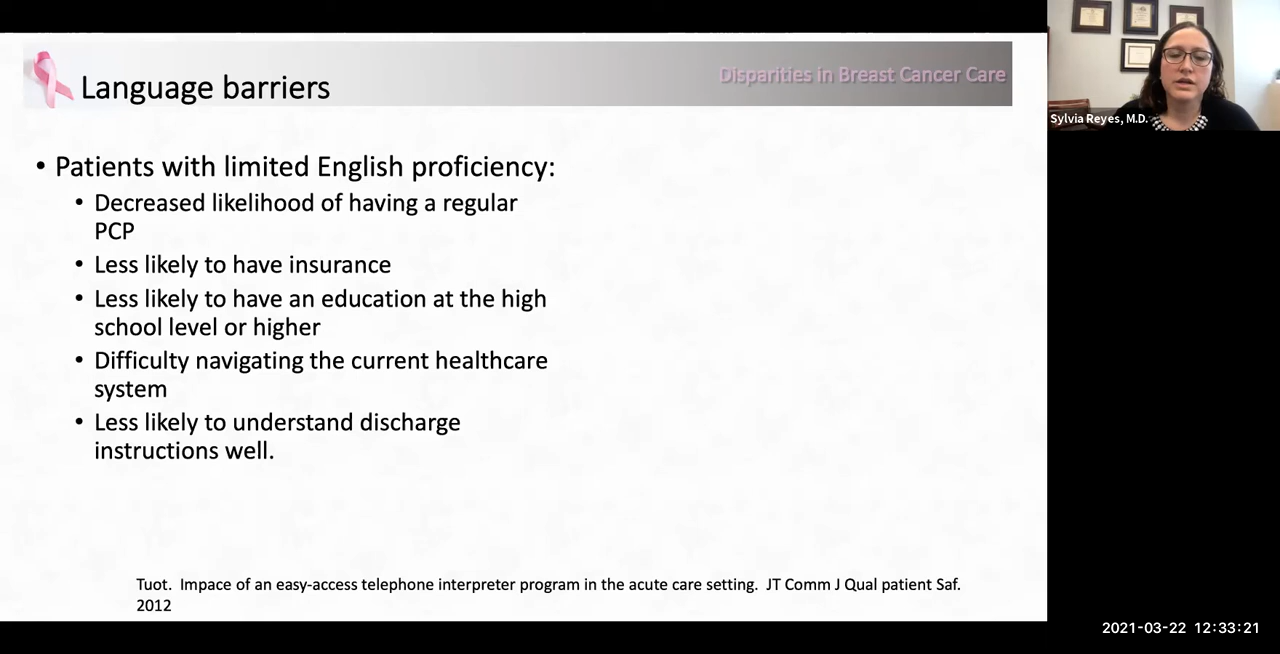 Language barriers
Disparities in Breast Cancer Care
• Patients with limited English proficiency:
• Decreased likelihood of having a regular
PCP
• Less likely to have insurance
• Less likely to have an education at the high
school level or higher
• Difficulty navigating the current healthcare
system
• Less likely to understand discharge
instructions well.
Tuot. Impace of an easy-access telephone interpreter program in the acute care setting. JT Comm J Qual patient Saf.
2012
Sylvia Reyes, M.D.
2021-03-22 12:33:21